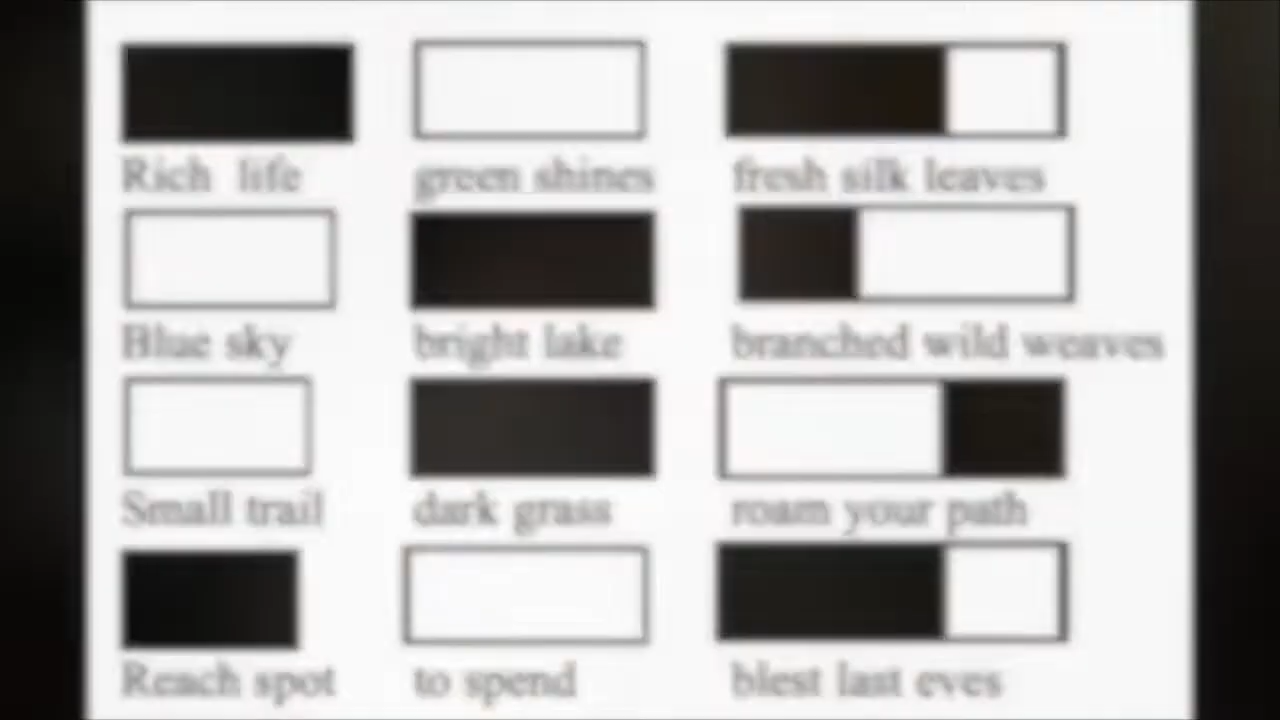 Rich life green shines fresh silk leaves
Blue sky bright lake branched wild weaves
Small trail dark grass roam your path
Reach spot to spend blest last eves